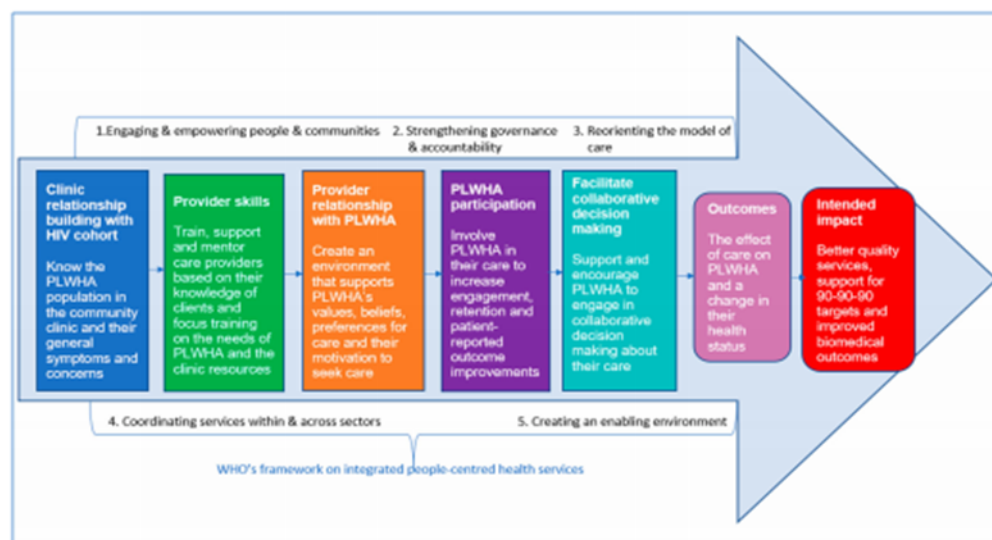 1.Engaging & empowering people & communities
2. Strengthening governance
& accountability
3. Reorienting the model of
care
Clinic
relationship
building with
HIV cohort
Know the
PLWHA
population in
the community
clinic and their
general
symptoms and
concerns
Provider skills
Train, support
and mentor
care providers
based on their
knowledge of
clients and
focus training
on the needs of
PLWHA and the
clinic resources
Provider
relationship
with PLWHA
Create an
environment
that supports
PLWHA's
values, beliefs,
preferences for
care and their
motivation to
seek care
PLWHA
participation
Involve
PLWHA in
their care to
increase
engagement,
retention and
patient-
reported
outcome
improvements
Facilitate
collaborative
decision
making
Support and
encourage
PLWHA to
engage in
collaborative
decision
making about
their care
Outcomes
The effect
of care on
PLWHA
and a
change in
their
health
status
Intended
impact
Better quality
services,
support for
90-90-90
targets and
improved
biomedical
outcomes
4. Coordinating services within & across sectors
5. Creating an enabling environment
WHO's framework on integrated people-centred health services